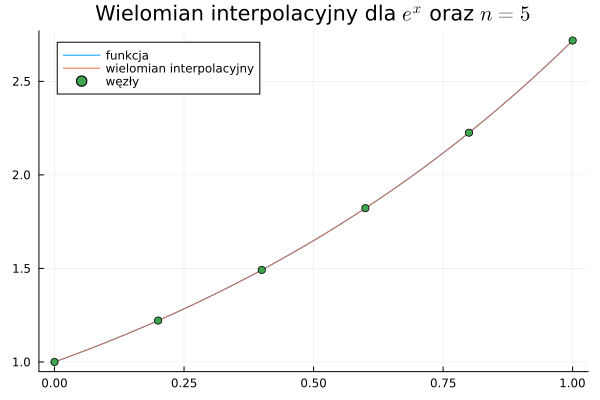 Wielomian interpolacyjny dla e^x oraz n = 5
funkcja
wielomian interpolacyjny
węzły
2.5
2.0
1.5
1.0
0.00 0.25 0.50 0.75 1.00